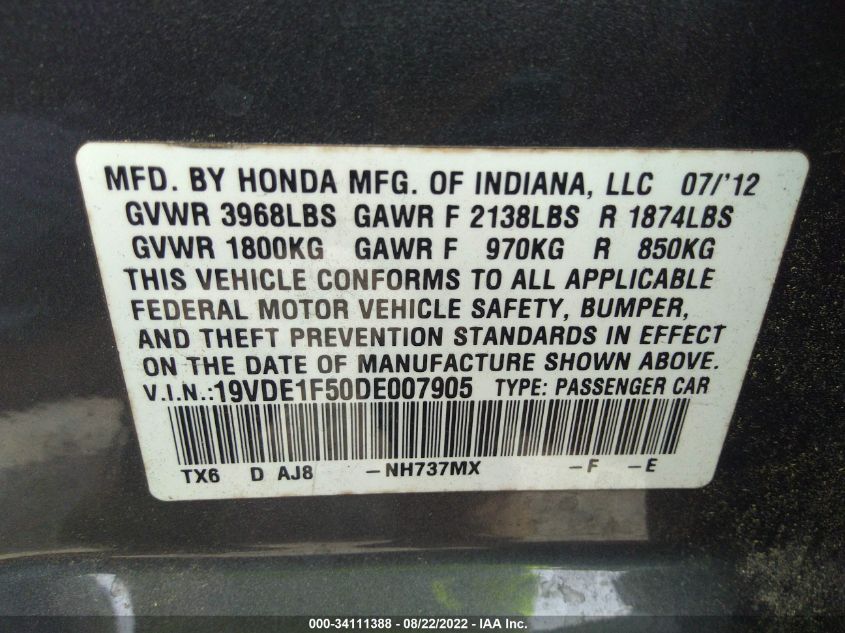 MFD. BY HONDA MFG. OF INDIANA, LLC 07/'12
GVWR 3968LBS GAWR F 2138LBS R 1874LBS
GVWR 1800KG GAWR F 970KG R 850KG
THIS VEHICLE CONFORMS TO ALL APPLICABLE
FEDERAL MOTOR VEHICLE SAFETY, BUMPER,
AND THEFT PREVENTION STANDARDS IN EFFECT
ON THE DATE OF MANUFACTURE SHOWN ABOVE.
V.I.N.:19VDE1F50DE007905 TYPE: PASSENGER CAR
TX6 D AJ8 -NH737MX -F -E
000-34111388 - 08/22/2022 - IAA Inc.